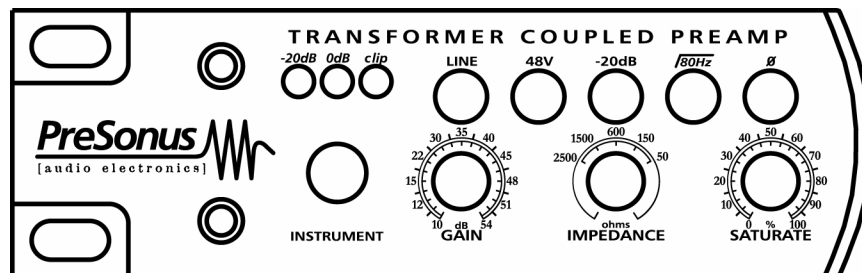 TRANSFORMER COUPLED PREAMP
-20dB 0dB clip
LINE 48V -20dB 80Hz Ø
PreSonus
[audio electronics]
10 12 15 22 30 35 40 45 48 51 54
dB
GAIN
2500 1500 600 150 50
ohms
IMPEDANCE
0 10 20 30 40 50 60 70 80 90 100
%
SATURATE
INSTRUMENT